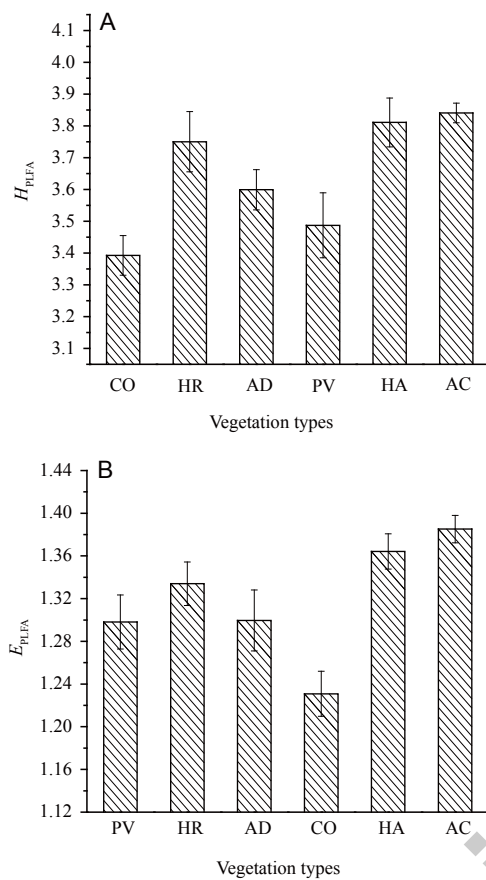 A
4.1
4.0
3.9
3.8
3.7
3.6
3.5
3.4
3.3
3.2
3.1
H_PLFA
CO HR AD PV HA AC
Vegetation types
B
1.44
1.40
1.36
1.32
1.28
1.24
1.20
1.16
1.12
E_PLFA
PV HR AD CO HA AC
Vegetation types